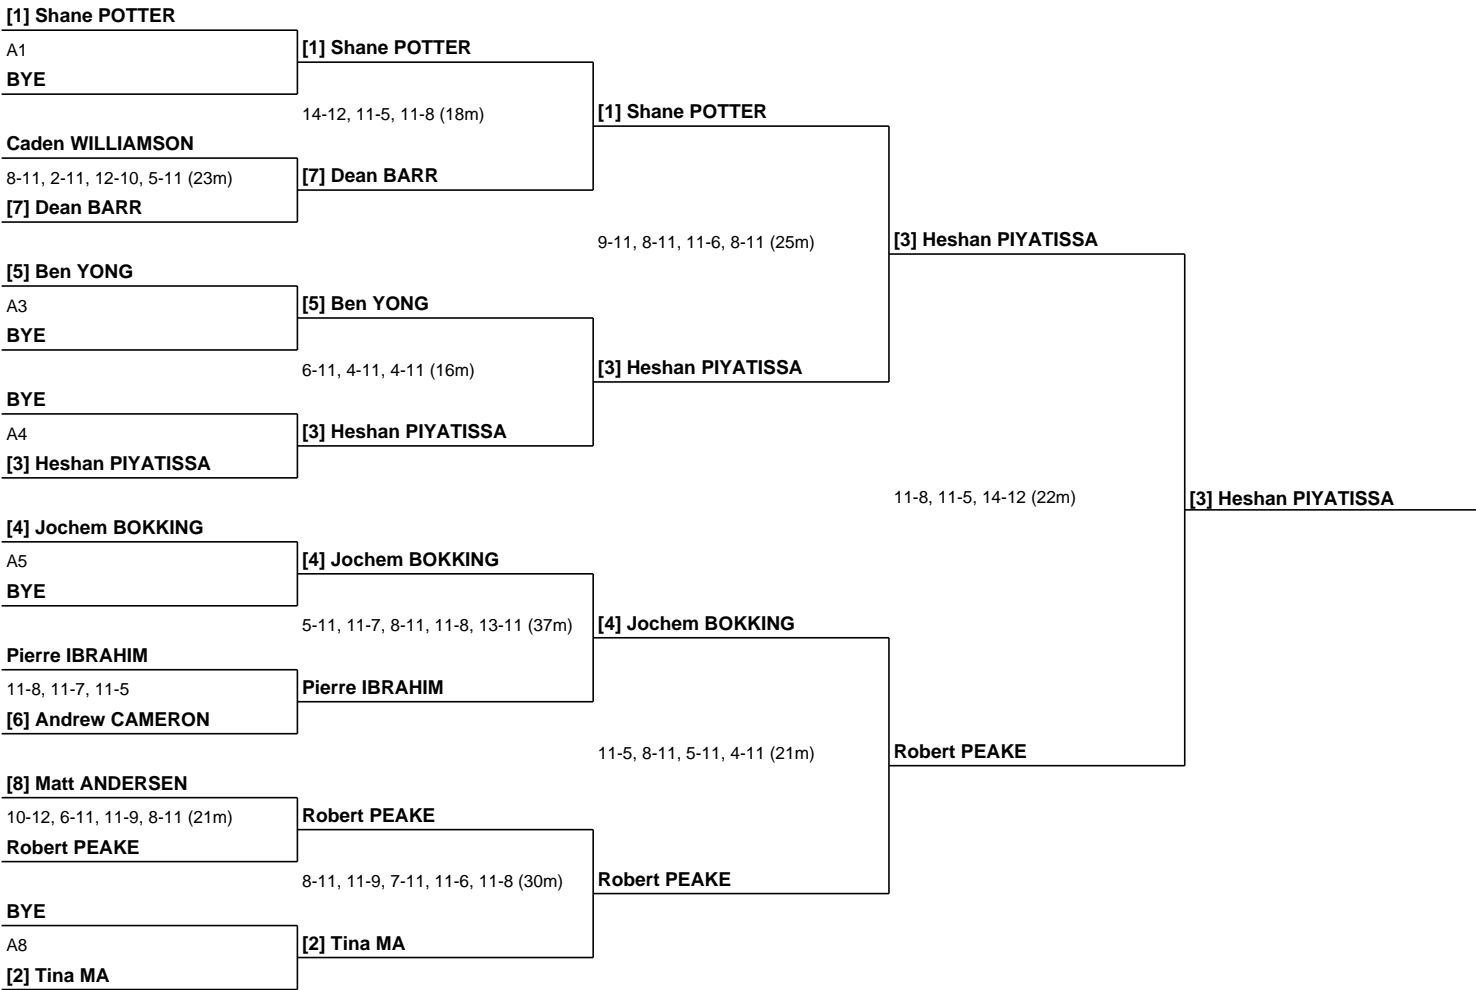 [1] Shane POTTER
A1
BYE
Caden WILLIAMSON
8-11, 2-11, 12-10, 5-11 (23m)
[7] Dean BARR
[5] Ben YONG
A3
BYE
BYE
A4
[3] Heshan PIYATISSA
[4] Jochem BOKKING
A5
BYE
Pierre IBRAHIM
11-8, 11-7, 11-5
[6] Andrew CAMERON
[8] Matt ANDERSEN
10-12, 6-11, 11-9, 8-11 (21m)
Robert PEAKE
BYE
A8
[2] Tina MA
[1] Shane POTTER
14-12, 11-5, 11-8 (18m)
[7] Dean BARR
[5] Ben YONG
6-11, 4-11, 4-11 (16m)
[3] Heshan PIYATISSA
[4] Jochem BOKKING
5-11, 11-7, 8-11, 11-8, 13-11 (37m)
Pierre IBRAHIM
Robert PEAKE
8-11, 11-9, 7-11, 11-6, 11-8 (30m)
[2] Tina MA
[1] Shane POTTER
9-11, 8-11, 11-6, 8-11 (25m)
[3] Heshan PIYATISSA
[4] Jochem BOKKING
11-5, 8-11, 5-11, 4-11 (21m)
Robert PEAKE
[3] Heshan PIYATISSA
11-8, 11-5, 14-12 (22m)
Robert PEAKE
[3] Heshan PIYATISSA